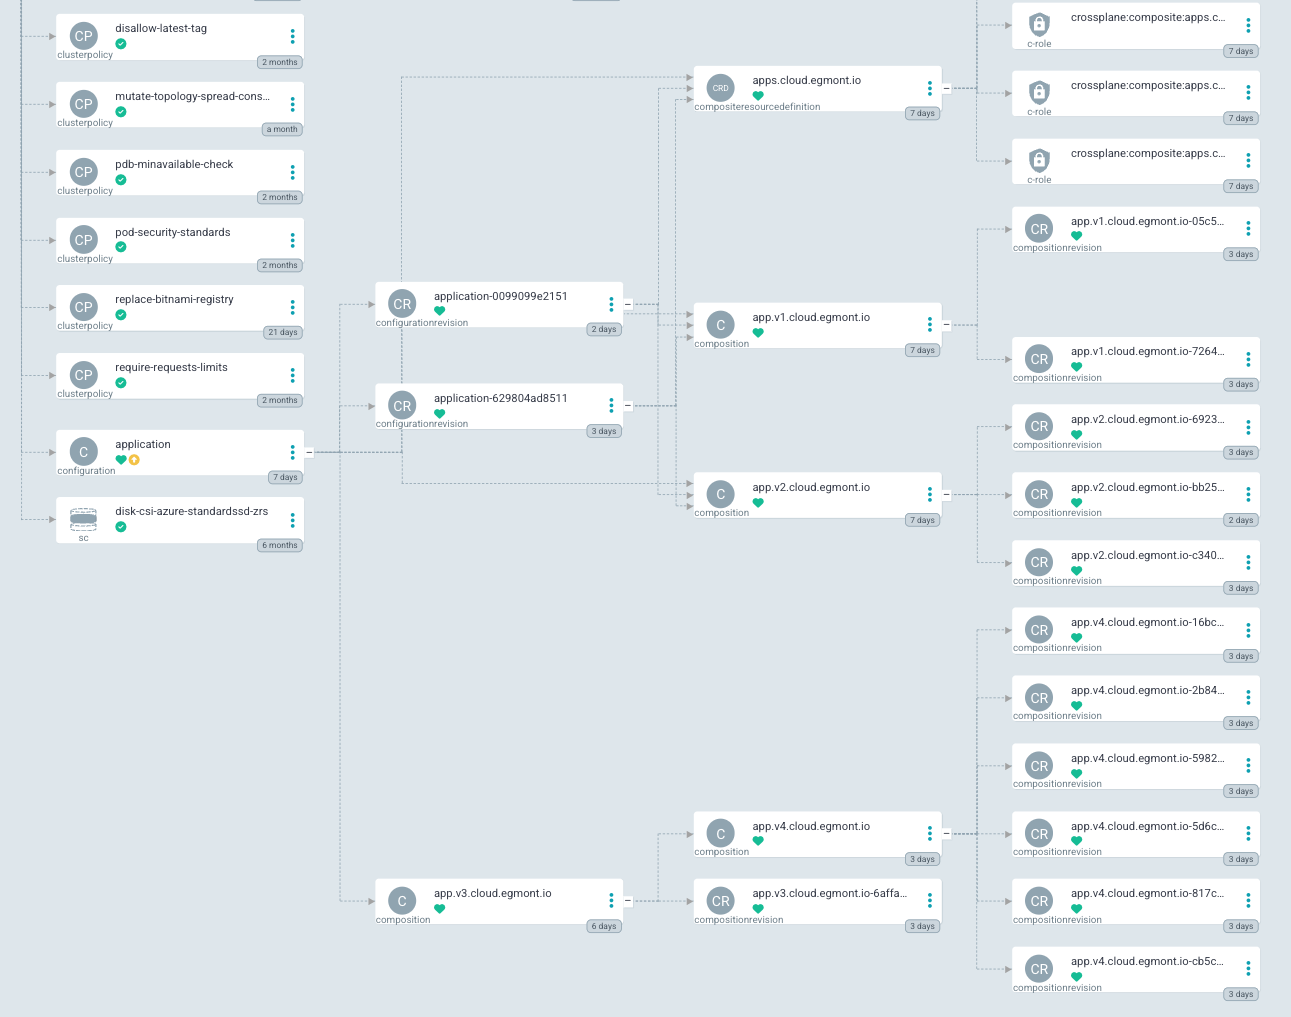 CP
disallow-latest-tag
clusterpolicy
2 months
CP
mutate-topology-spread-cons...
clusterpolicy
a month
CP
pdb-minavailable-check
clusterpolicy
2 months
CP
pod-security-standards
clusterpolicy
2 months
CP
replace-bitnami-registry
clusterpolicy
21 days
CP
require-requests-limits
clusterpolicy
2 months
C
application
configuration
7 days
disk-csi-azure-standardssd-zrs
sc
6 months
CR
application-0099099e2151
configurationrevision
2 days
CR
application-629804ad8511
configurationrevision
3 days
C
app.v3.cloud.egmont.io
composition
6 days
CRD
apps.cloud.egmont.io
compositeresourcedefinition
7 days
C
app.v1.cloud.egmont.io
composition
7 days
C
app.v2.cloud.egmont.io
composition
7 days
C
app.v4.cloud.egmont.io
composition
3 days
CR
app.v3.cloud.egmont.io-6affa...
compositionrevision
3 days
crossplane:composite:apps.c...
c-role
7 days
crossplane:composite:apps.c...
c-role
7 days
crossplane:composite:apps.c...
c-role
7 days
CR
app.v1.cloud.egmont.io-05c5...
compositionrevision
3 days
CR
app.v1.cloud.egmont.io-7264...
compositionrevision
3 days
CR
app.v2.cloud.egmont.io-6923...
compositionrevision
3 days
CR
app.v2.cloud.egmont.io-bb25...
compositionrevision
2 days
CR
app.v2.cloud.egmont.io-c340...
compositionrevision
3 days
CR
app.v4.cloud.egmont.io-16bc...
compositionrevision
3 days
CR
app.v4.cloud.egmont.io-2b84...
compositionrevision
3 days
CR
app.v4.cloud.egmont.io-5982...
compositionrevision
3 days
CR
app.v4.cloud.egmont.io-5d6c...
compositionrevision
3 days
CR
app.v4.cloud.egmont.io-817c...
compositionrevision
3 days
CR
app.v4.cloud.egmont.io-cb5c...
compositionrevision
3 days